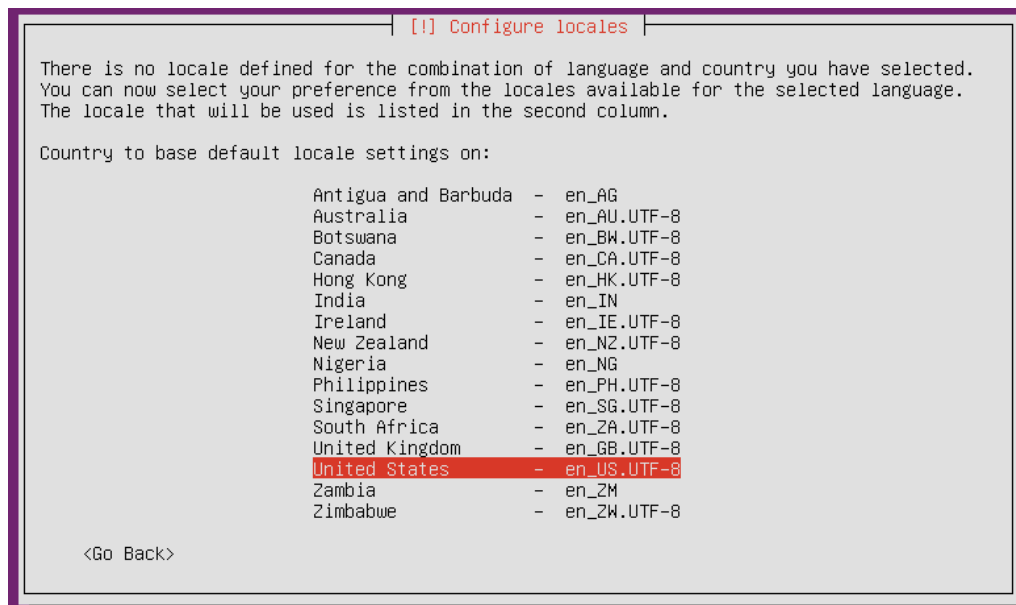 [!] Configure locales
There is no locale defined for the combination of language and country you have selected.
You can now select your preference from the locales available for the selected language.
The locale that will be used is listed in the second column.
Country to base default locale settings on:
Antigua and Barbuda - en_AG
Australia - en_AU.UTF-8
Botswana - en_BW.UTF-8
Canada - en_CA.UTF-8
Hong Kong - en_HK.UTF-8
India - en_IN
Ireland - en_IE.UTF-8
New Zealand - en_NZ.UTF-8
Nigeria - en_NG
Philippines - en_PH.UTF-8
Singapore - en_SG.UTF-8
South Africa - en_ZA.UTF-8
United Kingdom - en_GB.UTF-8
United States - en_US.UTF-8
Zambia - en_ZM
Zimbabwe - en_ZW.UTF-8
<Go Back>